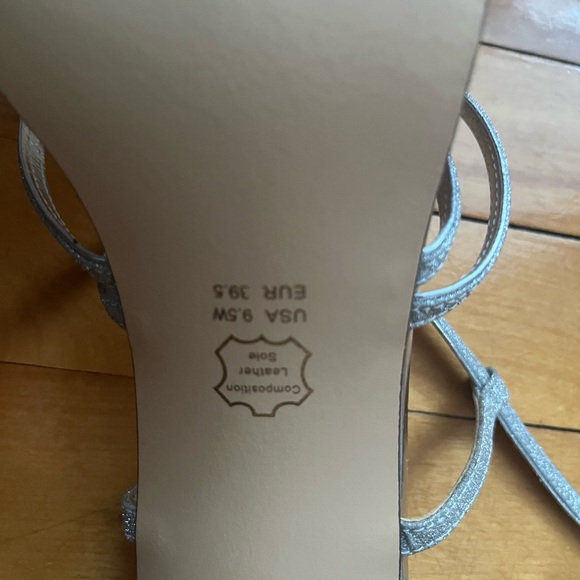 USA 9.5W
EUR 39.5
Composition
Leather
Sole